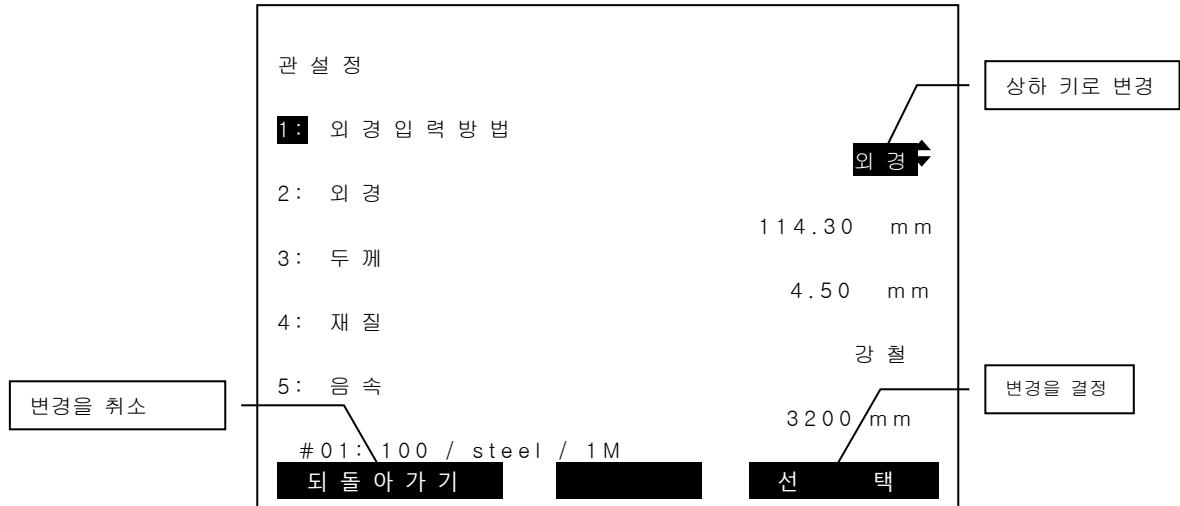 관 설 정
상하 키로 변경
1: 외 경 입 력 방 법
외 경
2: 외 경
114.30 mm
3: 두 께
4.50 mm
4: 재 질
강 철
5: 음 속
3200 mm
변경을 취소
변경을 결정
#01: 100 / steel / 1M
되 돌 아 가 기
선 택